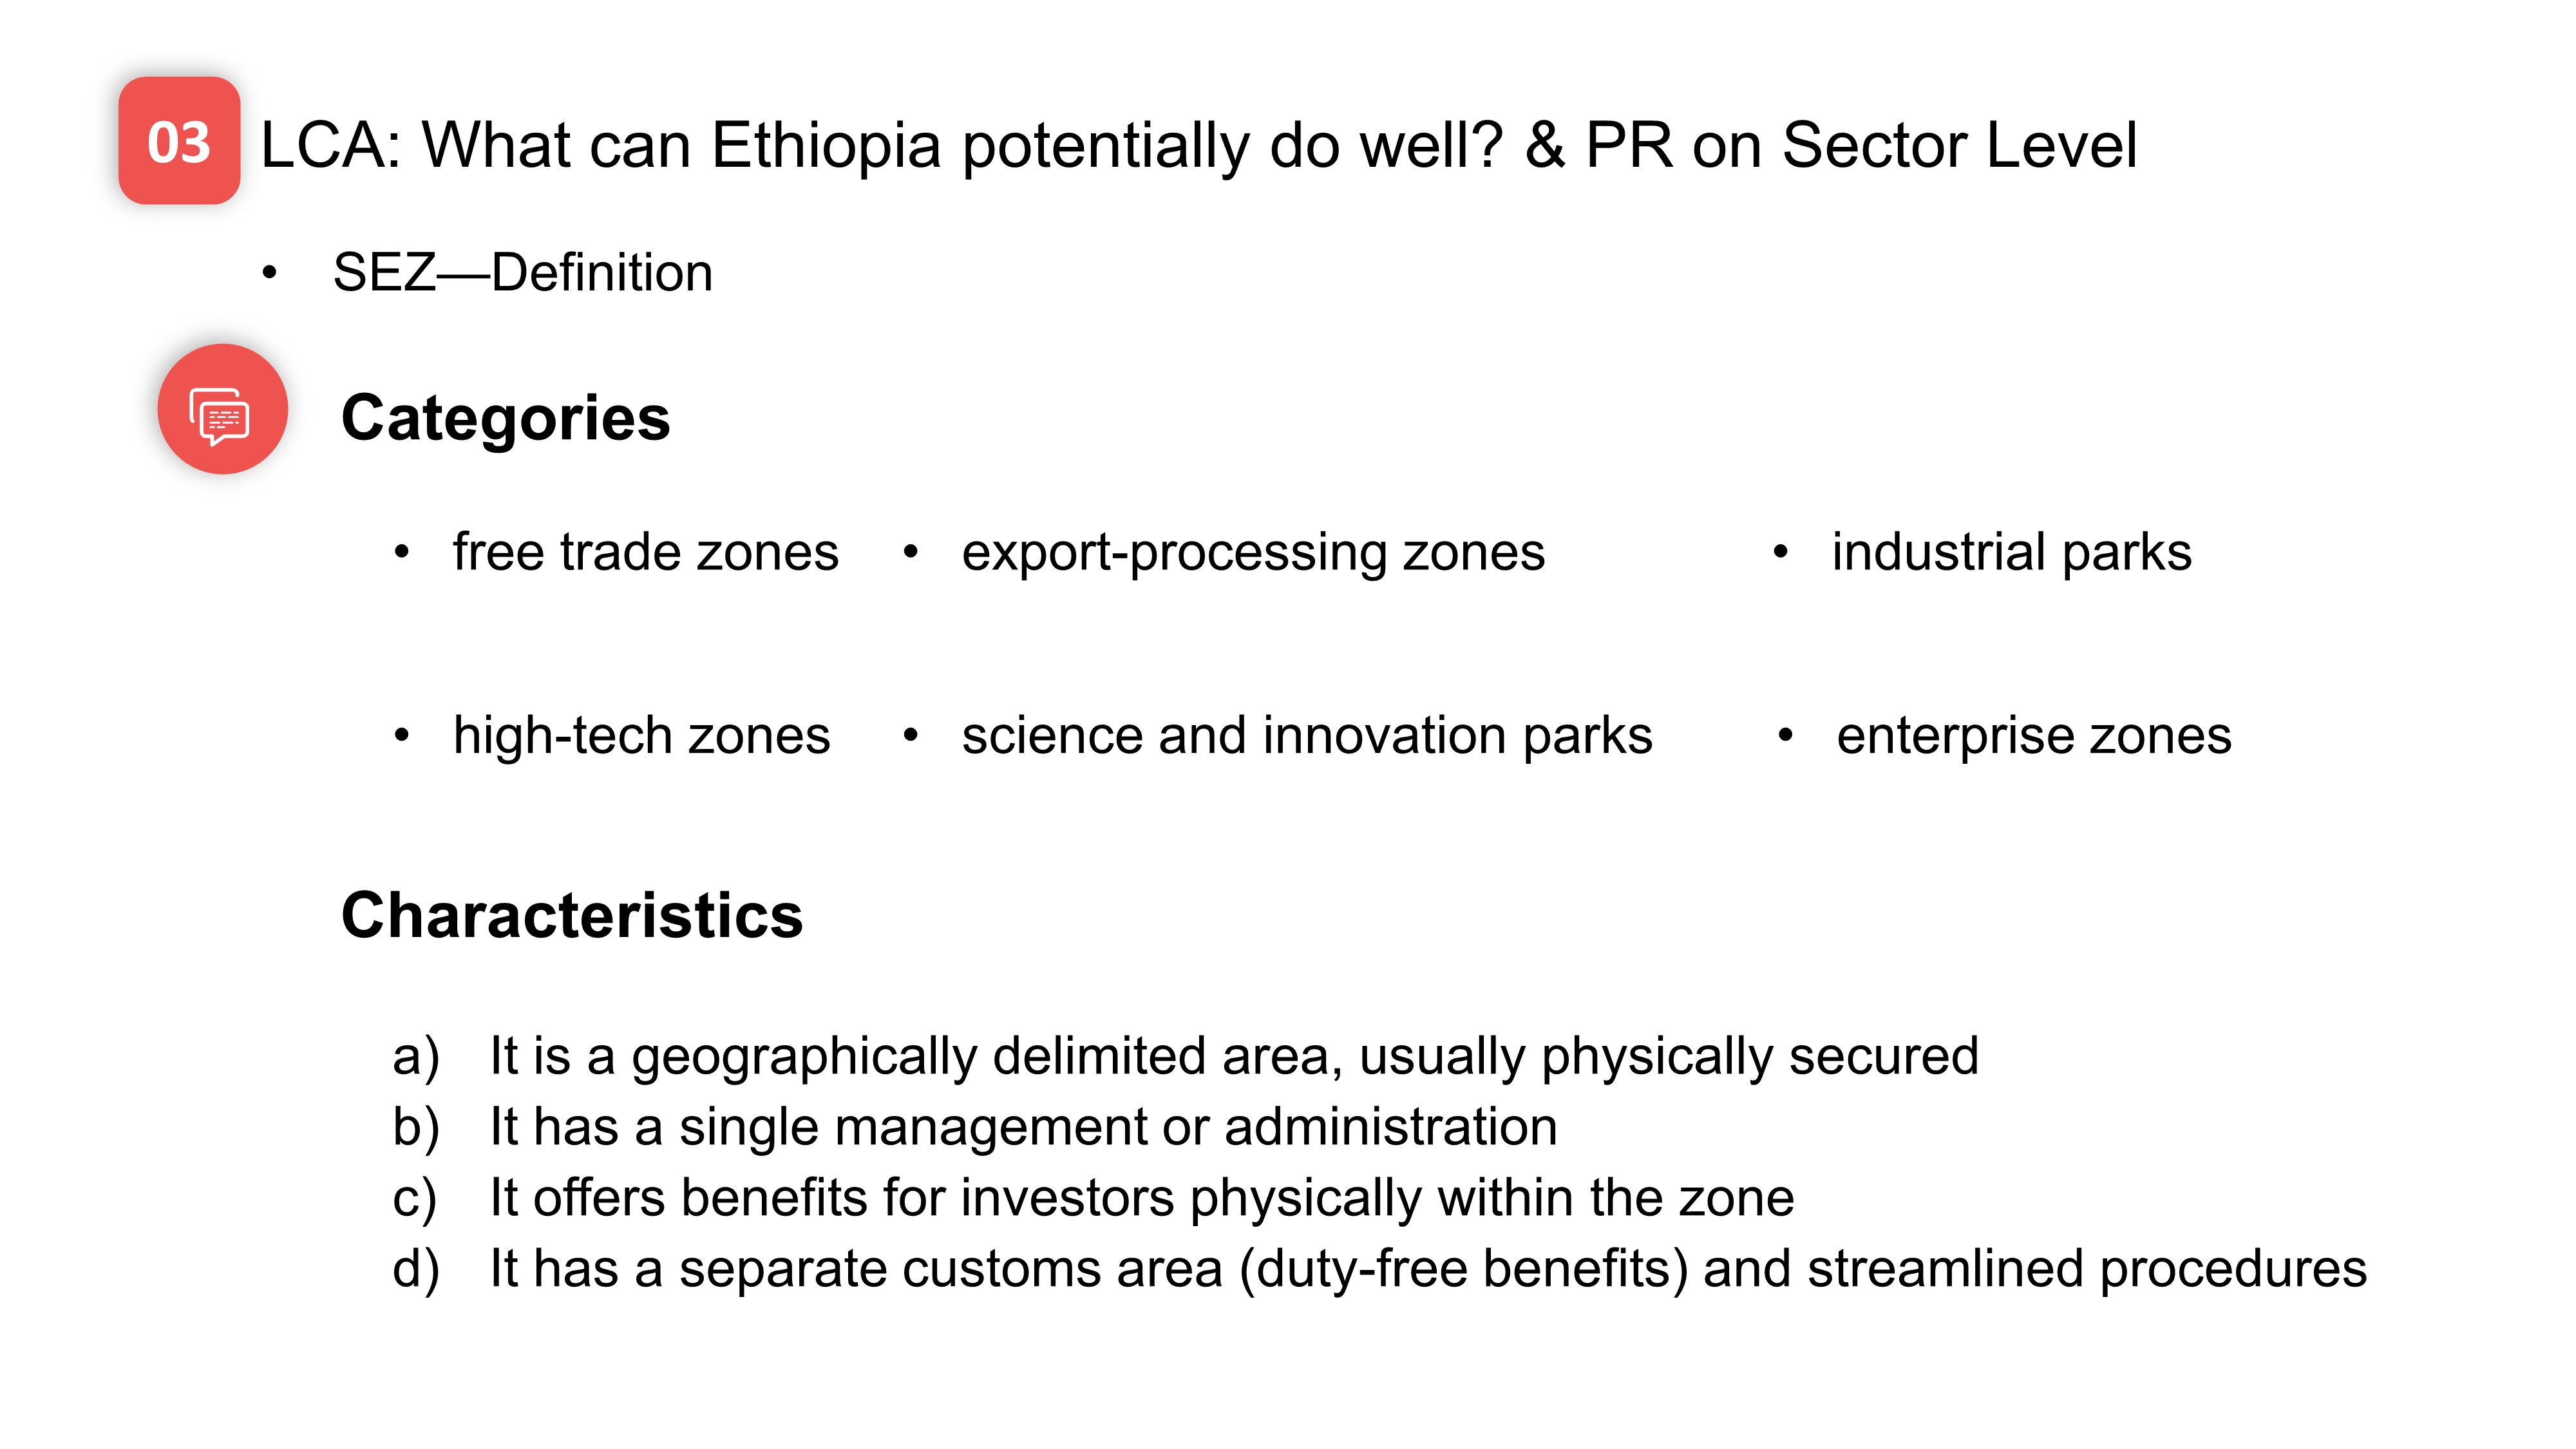 03 LCA: What can Ethiopia potentially do well? & PR on Sector Level
• SEZ—Definition
Categories
• free trade zones • export-processing zones • industrial parks
• high-tech zones • science and innovation parks • enterprise zones
Characteristics
a) It is a geographically delimited area, usually physically secured
b) It has a single management or administration
c) It offers benefits for investors physically within the zone
d) It has a separate customs area (duty-free benefits) and streamlined procedures